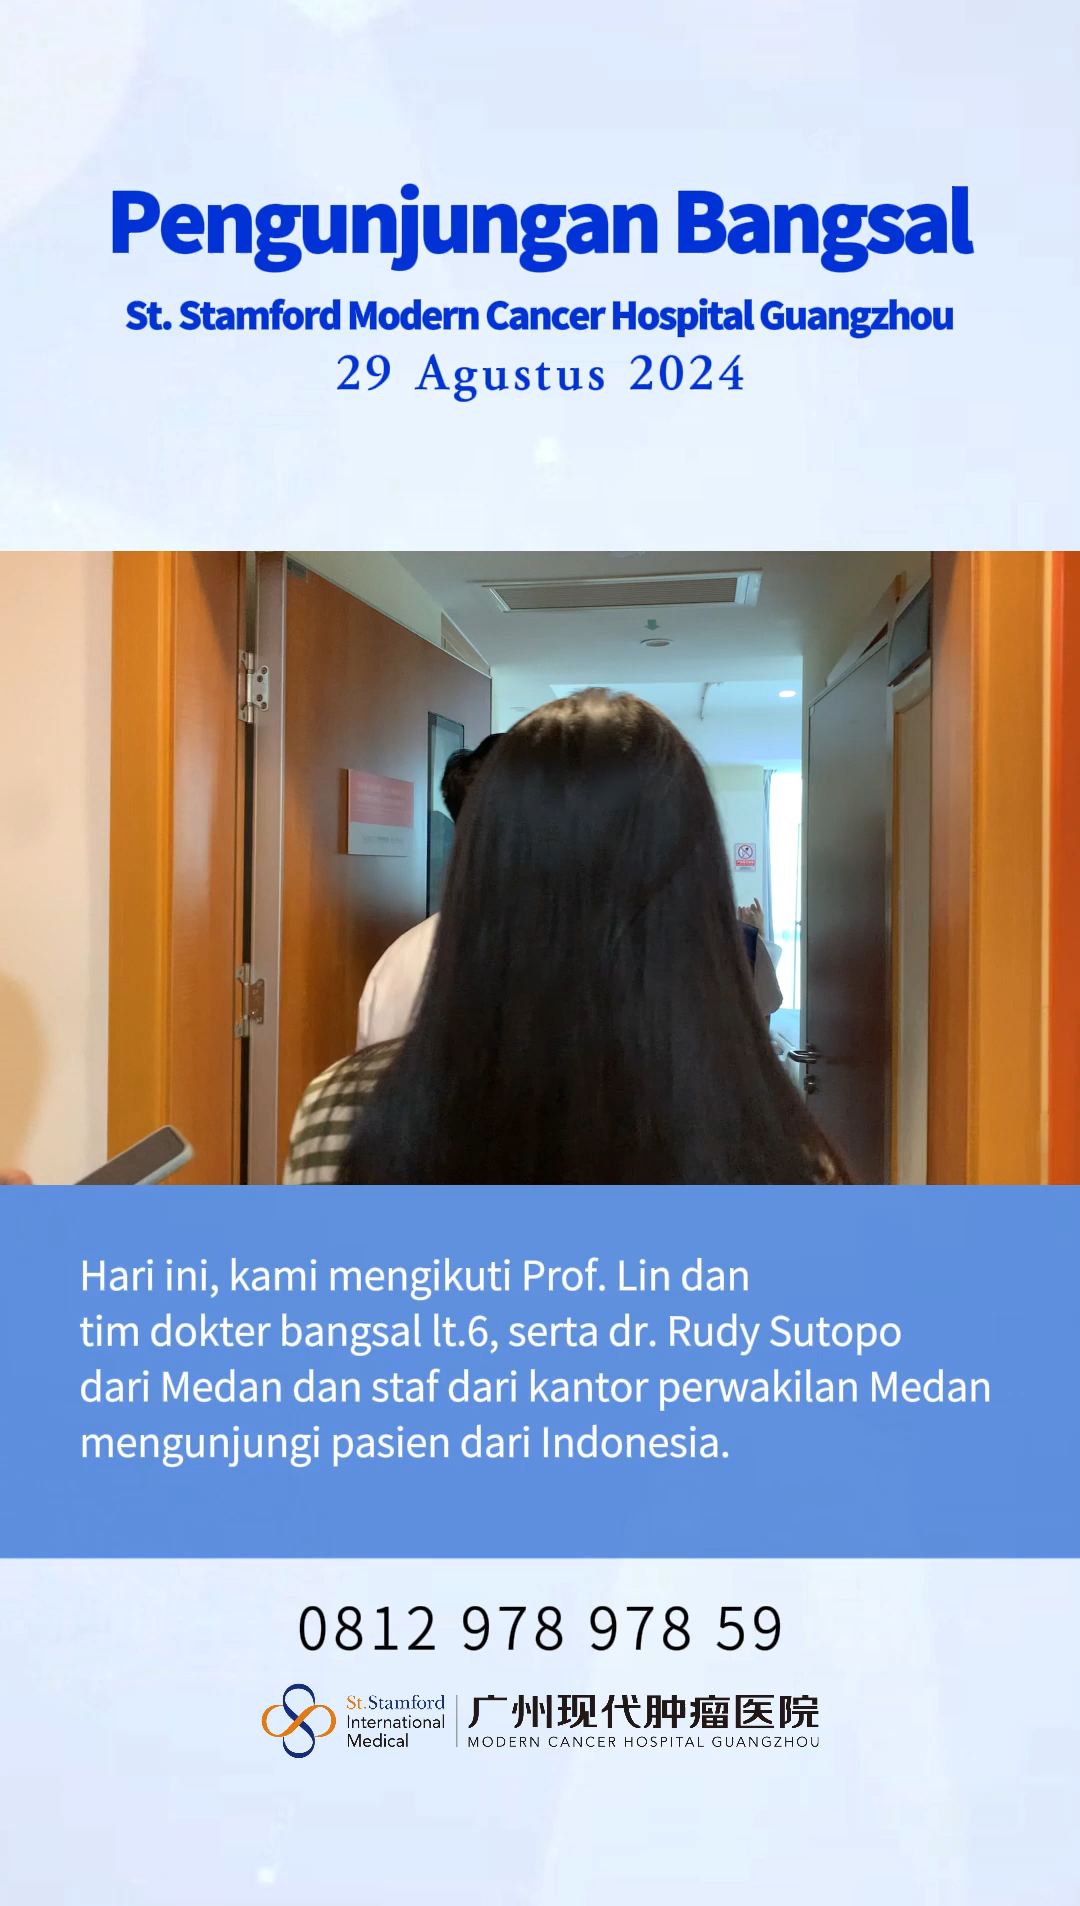 Pengunjungan Bangsal
St. Stamford Modern Cancer Hospital Guangzhou
29 Agustus 2024
Hari ini, kami mengikuti Prof. Lin dan
tim dokter bangsal lt.6, serta dr. Rudy Sutopo
dari Medan dan staf dari kantor perwakilan Medan
mengunjungi pasien dari Indonesia.
0812 978 978 59
St.Stamford
International
Medical
广州现代肿瘤医院
MODERN CANCER HOSPITAL GUANGZHOU